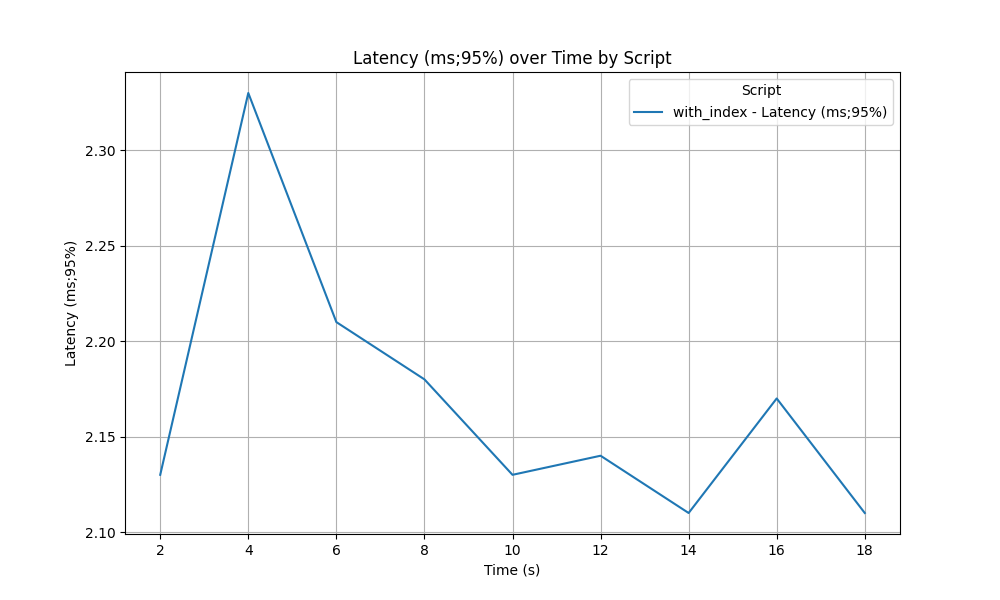 Latency (ms;95%) over Time by Script
Script
with_index - Latency (ms;95%)
Latency (ms;95%)
2.30
2.25
2.20
2.15
2.10
2 4 6 8 10 12 14 16 18
Time (s)